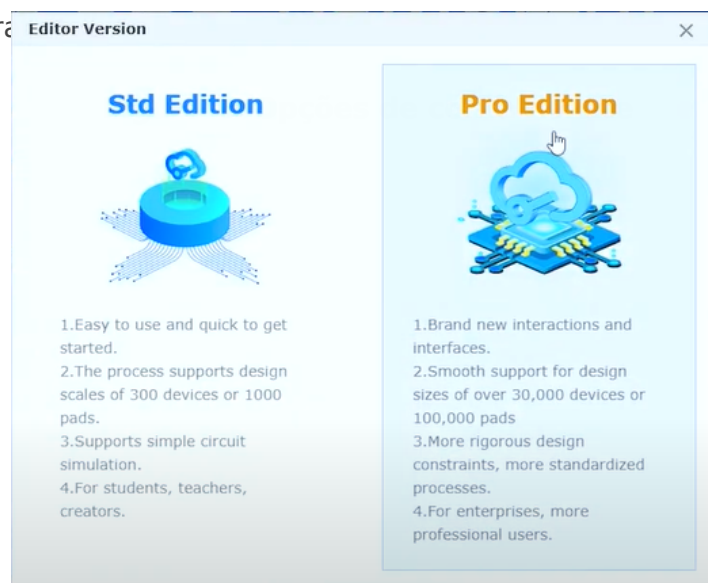 Editor Version
Std Edition
1.Easy to use and quick to get
started.
2.The process supports design
scales of 300 devices or 1000
pads.
3.Supports simple circuit
simulation.
4.For students, teachers,
creators.
Pro Edition
1.Brand new interactions and
interfaces.
2.Smooth support for design
sizes of over 30,000 devices or
100,000 pads
3.More rigorous design
constraints, more standardized
processes.
4.For enterprises, more
professional users.